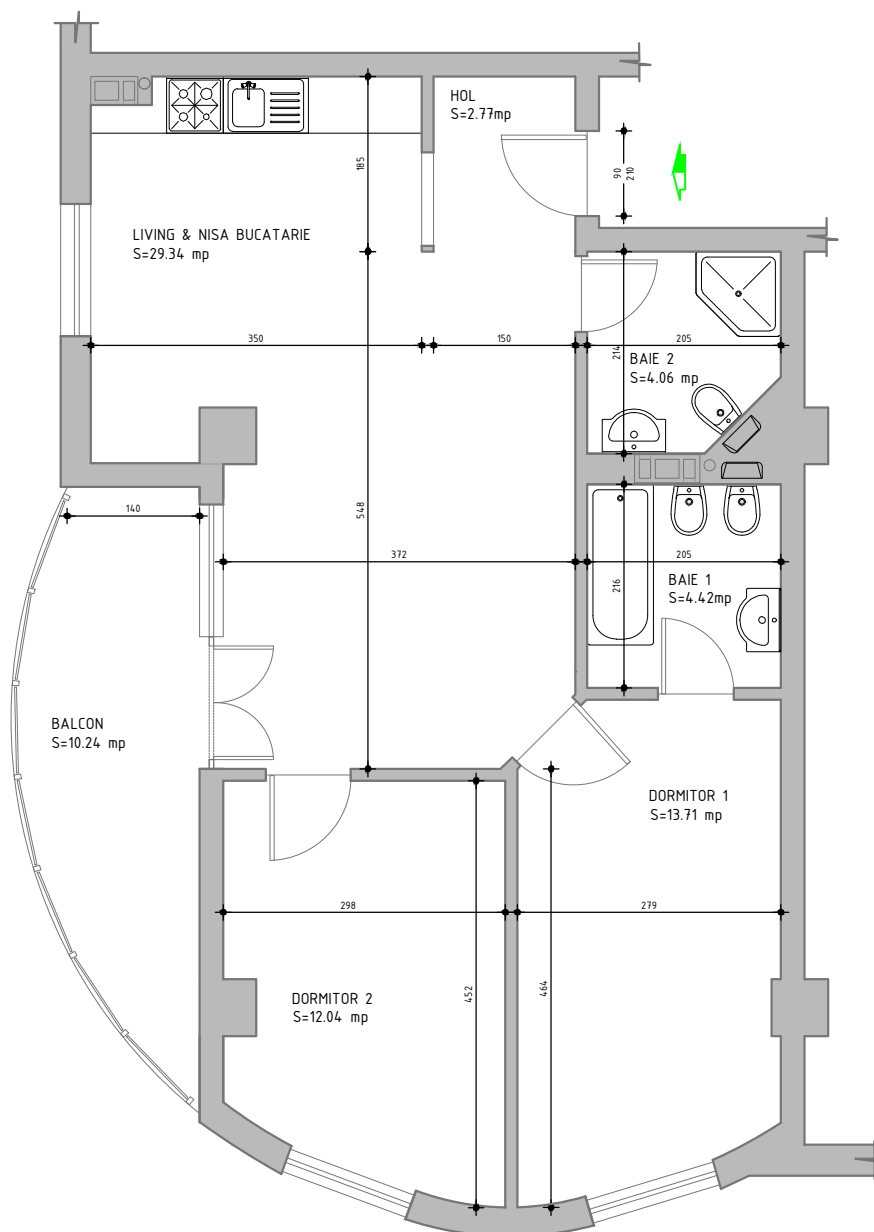 HOL
S=2.77mp
185
90
210
LIVING & NISA BUCATARIE
S=29.34 mp
350
150
214
205
BAIE 2
S=4.06 mp
140
548
372
216
205
BAIE 1
S=4.42mp
BALCON
S=10.24 mp
DORMITOR 1
S=13.71 mp
298
279
452
464
DORMITOR 2
S=12.04 mp